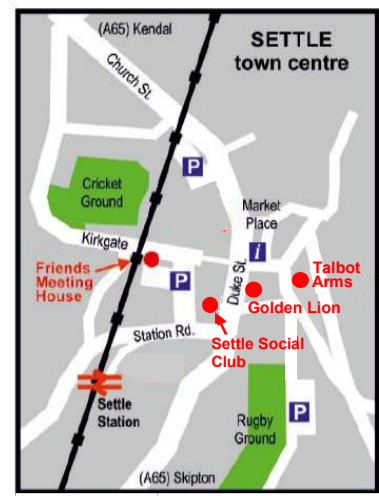 (A65) Kendal
SETTLE
town centre
Church St.
P
Cricket
Ground
Market
Place
Kirkgate
i
Friends
Meeting
House
P
Duke St.
Talbot
Arms
Golden Lion
Station Rd.
Settle Social
Club
Settle
Station
P
Rugby
Ground
(A65) Skipton